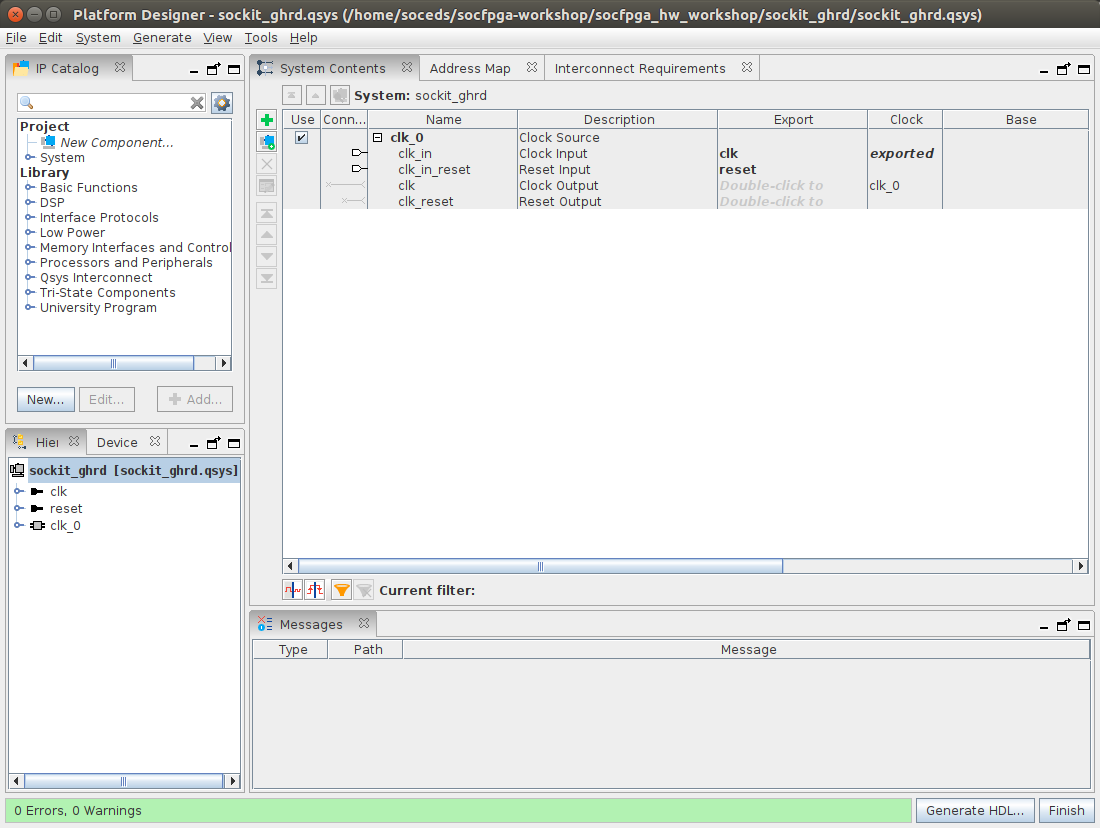 Platform Designer - sockit_ghrd.qsys (/home/soceds/socfpga-workshop/socfpga_hw_workshop/sockit_ghrd/sockit_ghrd.qsys)
File Edit System Generate View Tools Help
IP Catalog
Project
New Component...
System
Library
Basic Functions
DSP
Interface Protocols
Low Power
Memory Interfaces and Control
Processors and Peripherals
Qsys Interconnect
Tri-State Components
University Program
New... Edit... Add...
Hier Device
sockit_ghrd [sockit_ghrd.qsys]
clk
reset
clk_0
System Contents Address Map Interconnect Requirements
System: sockit_ghrd
Use Conn... Name Description Export Clock Base
clk_0 Clock Source
clk_in Clock Input clk exported
clk_in_reset Reset Input reset
clk Clock Output Double-click to clk_0
clk_reset Reset Output Double-click to
Current filter:
Messages
Type Path Message
0 Errors, 0 Warnings
Generate HDL... Finish